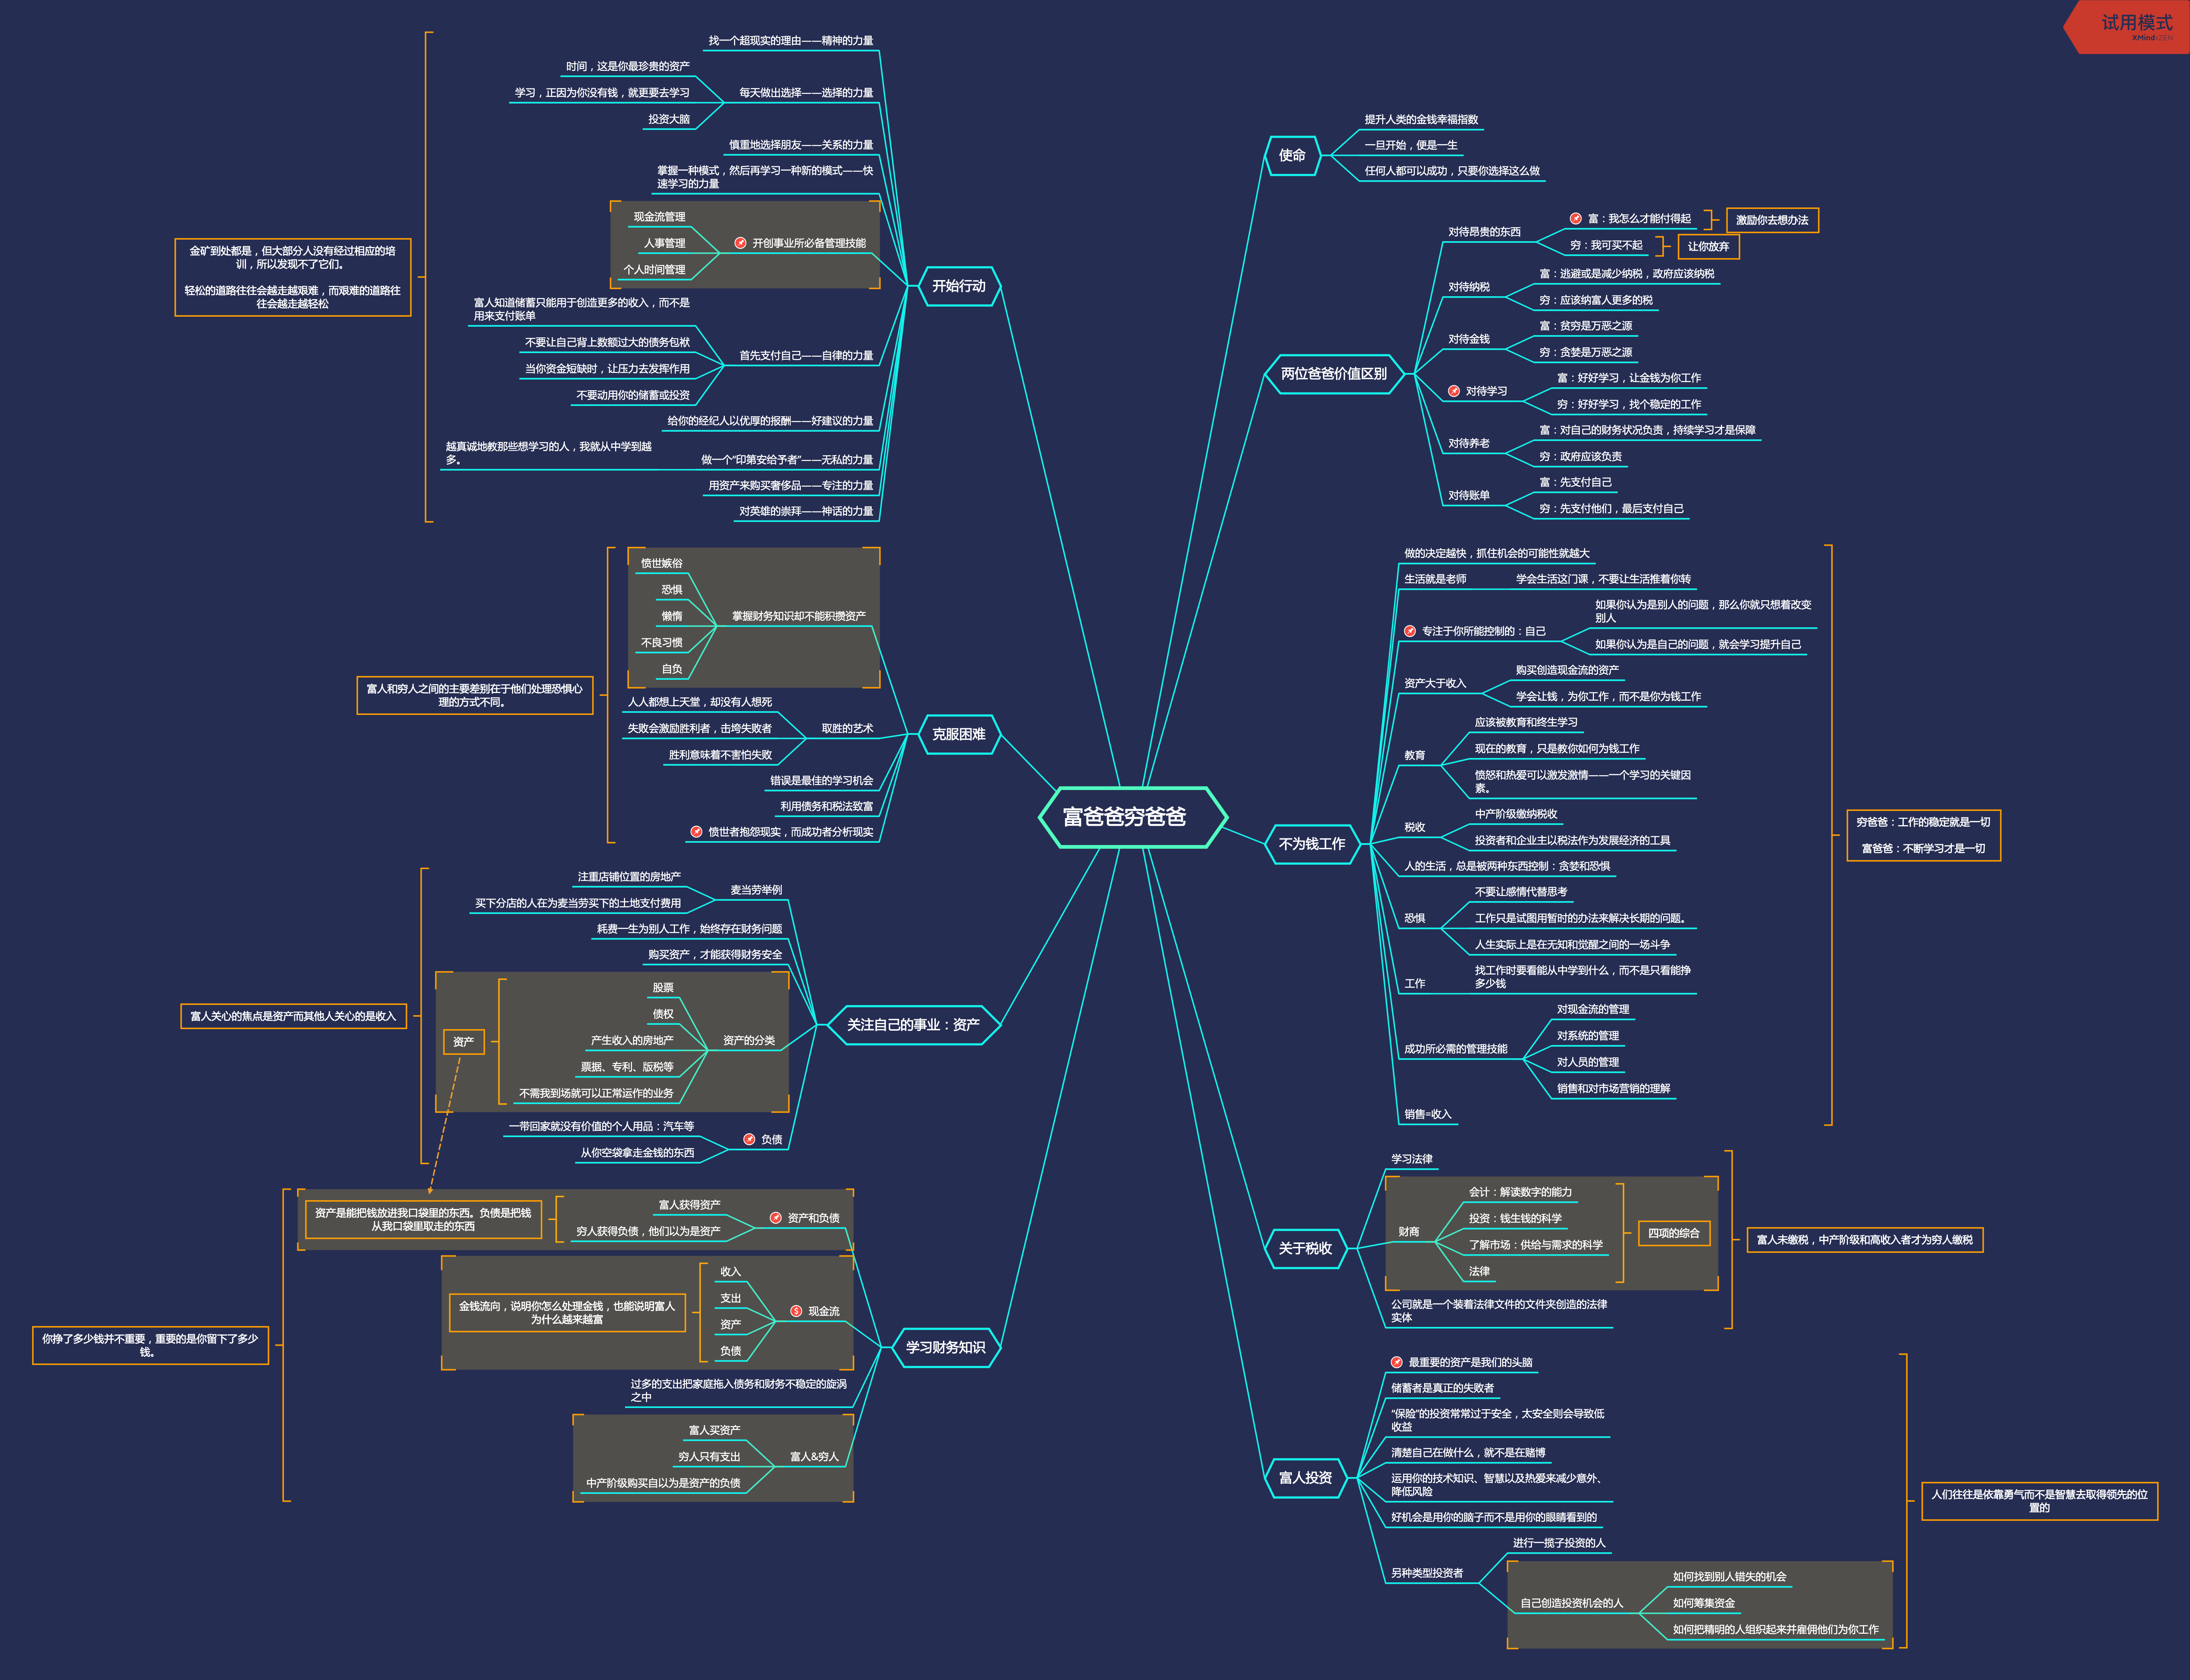 试用模式
XMind:ZEN
富爸爸穷爸爸
使命
提升人类的金钱幸福指数
一旦开始，便是一生
任何人都可以成功，只要你选择这么做
两位爸爸价值区别
对待昂贵的东西
富：我怎么才能付得起
激励你去想办法
穷：我可买不起
让你放弃
对待纳税
富：逃避或是减少纳税，政府应该纳税
穷：应该纳富人更多的税
对待金钱
富：贫穷是万恶之源
穷：贪婪是万恶之源
对待学习
富：好好学习，让金钱为你工作
穷：好好学习，找个稳定的工作
对待养老
富：对自己的财务状况负责，持续学习才是保障
穷：政府应该负责
对待账单
富：先支付自己
穷：先支付他们，最后支付自己
不为钱工作
做的决定越快，抓住机会的可能性就越大
生活就是老师
学会生活这门课，不要让生活推着你转
专注于你所能控制的：自己
如果你认为是别人的问题，那么你就只想着改变
别人
如果你认为是自己的问题，就会学习提升自己
资产大于收入
购买创造现金流的资产
学会让钱，为你工作，而不是你为钱工作
教育
应该被教育和终生学习
现在的教育，只是教你如何为钱工作
愤怒和热爱可以激发激情——一个学习的关键因
素。
税收
中产阶级缴纳税收
投资者和企业主以税法作为发展经济的工具
人的生活，总是被两种东西控制：贪婪和恐惧
恐惧
不要让感情代替思考
工作只是试图用暂时的办法来解决长期的问题。
人生实际上是在无知和觉醒之间的一场斗争
工作
找工作时要看能从中学到什么，而不是只看能挣
多少钱
成功所必需的管理技能
对现金流的管理
对系统的管理
对人员的管理
销售和对市场营销的理解
销售=收入
穷爸爸：工作的稳定就是一切
富爸爸：不断学习才是一切
关于税收
学习法律
财商
会计：解读数字的能力
投资：钱生钱的科学
了解市场：供给与需求的科学
法律
四项的综合
公司就是一个装着法律文件的文件夹创造的法律
实体
富人未缴税，中产阶级和高收入者才为穷人缴税
富人投资
最重要的资产是我们的头脑
储蓄者是真正的失败者
“保险”的投资常常过于安全，太安全则会导致低
收益
清楚自己在做什么，就不是在赌博
运用你的技术知识、智慧以及热爱来减少意外、
降低风险
好机会是用你的脑子而不是用你的眼睛看到的
另种类型投资者
进行一揽子投资的人
自己创造投资机会的人
如何找到别人错失的机会
如何筹集资金
如何把精明的人组织起来并雇佣他们为你工作
人们往往是依靠勇气而不是智慧去取得领先的位
置的
开始行动
找一个超现实的理由——精神的力量
每天做出选择——选择的力量
时间，这是你最珍贵的资产
学习，正因为你没有钱，就更要去学习
投资大脑
慎重地选择朋友——关系的力量
掌握一种模式，然后再学习一种新的模式——快
速学习的力量
开创事业所必备管理技能
现金流管理
人事管理
个人时间管理
首先支付自己——自律的力量
富人知道储蓄只能用于创造更多的收入，而不是
用来支付账单
不要让自己背上数额过大的债务包袱
当你资金短缺时，让压力去发挥作用
不要动用你的储蓄或投资
给你的经纪人以优厚的报酬——好建议的力量
做一个“印第安给予者”——无私的力量
越真诚地教那些想学习的人，我就从中学到越
多。
用资产来购买奢侈品——专注的力量
对英雄的崇拜——神话的力量
金矿到处都是，但大部分人没有经过相应的培
训，所以发现不了它们。
轻松的道路往往会越走越艰难，而艰难的道路往
往会越走越轻松
克服困难
掌握财务知识却不能积攒资产
愤世嫉俗
恐惧
懒惰
不良习惯
自负
取胜的艺术
人人都想上天堂，却没有人想死
失败会激励胜利者，击垮失败者
胜利意味着不害怕失败
错误是最佳的学习机会
利用债务和税法致富
愤世者抱怨现实，而成功者分析现实
富人和穷人之间的主要差别在于他们处理恐惧心
理的方式不同。
关注自己的事业：资产
麦当劳举例
注重店铺位置的房地产
买下分店的人在为麦当劳买下的土地支付费用
耗费一生为别人工作，始终存在财务问题
购买资产，才能获得财务安全
资产的分类
股票
债权
产生收入的房地产
票据、专利、版税等
不需我到场就可以正常运作的业务
资产
负债
一带回家就没有价值的个人用品：汽车等
从你空袋拿走金钱的东西
富人关心的焦点是资产而其他人关心的是收入
学习财务知识
资产和负债
富人获得资产
穷人获得负债，他们以为是资产
资产是能把钱放进我口袋里的东西。负债是把钱
从我口袋里取走的东西
现金流
收入
支出
资产
负债
金钱流向，说明你怎么处理金钱，也能说明富人
为什么越来越富
过多的支出把家庭拖入债务和财务不稳定的旋涡
之中
富人&穷人
富人买资产
穷人只有支出
中产阶级购买自以为是资产的负债
你挣了多少钱并不重要，重要的是你留下了多少
钱。